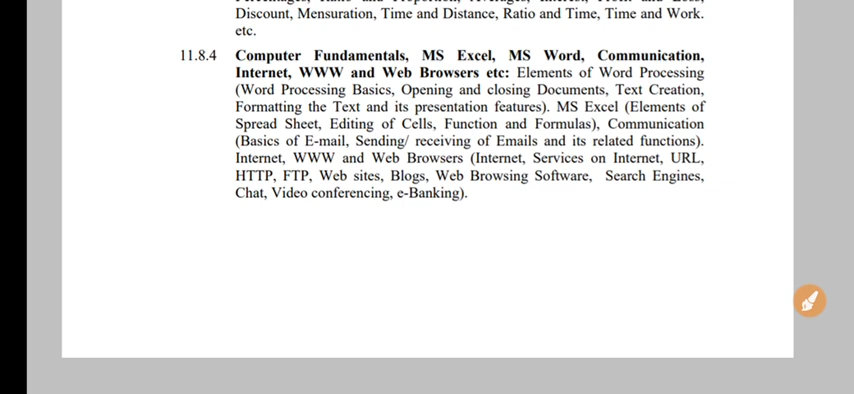 Discount, Mensuration, Time and Distance, Ratio and Time, Time and Work.
etc.
11.8.4 Computer Fundamentals, MS Excel, MS Word, Communication,
Internet, WWW and Web Browsers etc: Elements of Word Processing
(Word Processing Basics, Opening and closing Documents, Text Creation,
Formatting the Text and its presentation features). MS Excel (Elements of
Spread Sheet, Editing of Cells, Function and Formulas), Communication
(Basics of E-mail, Sending/ receiving of Emails and its related functions).
Internet, WWW and Web Browsers (Internet, Services on Internet, URL,
HTTP, FTP, Web sites, Blogs, Web Browsing Software, Search Engines,
Chat, Video conferencing, e-Banking).